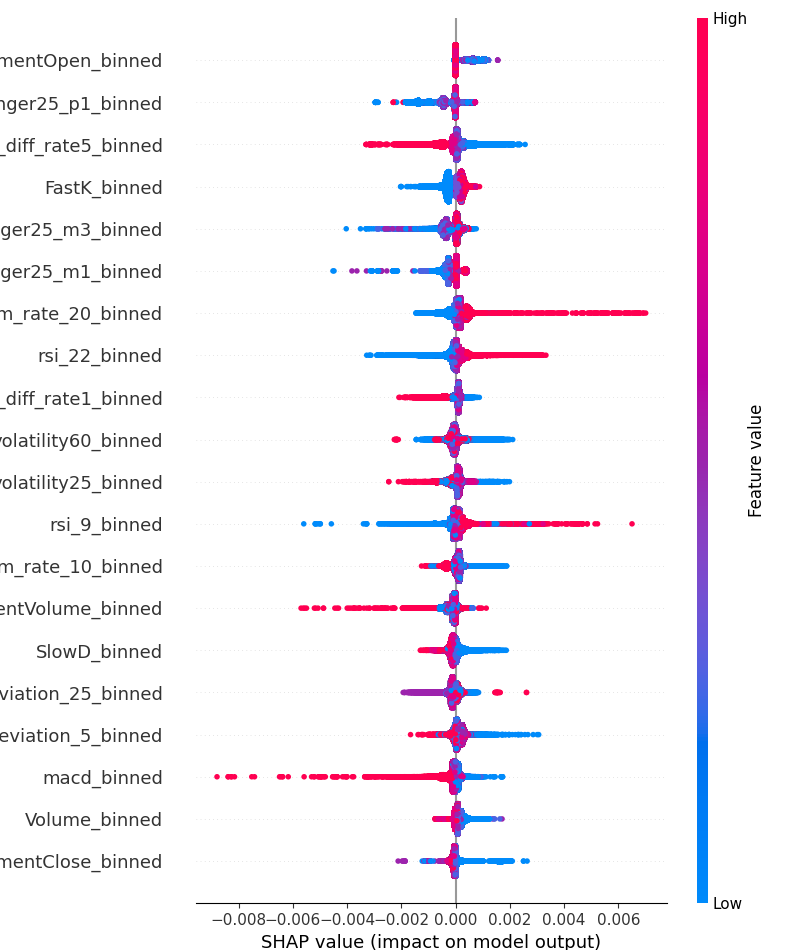 High
mentOpen_binned
nger25_p1_binned
_diff_rate5_binned
FastK_binned
ger25_m3_binned
ger25_m1_binned
m_rate_20_binned
rsi_22_binned
_diff_rate1_binned
volatility60_binned
volatility25_binned
rsi_9_binned
m_rate_10_binned
entVolume_binned
SlowD_binned
viation_25_binned
eviation_5_binned
macd_binned
Volume_binned
mentClose_binned
Low
Feature value
−0.008 −0.006 −0.004 −0.002 0.000 0.002 0.004 0.006
SHAP value (impact on model output)